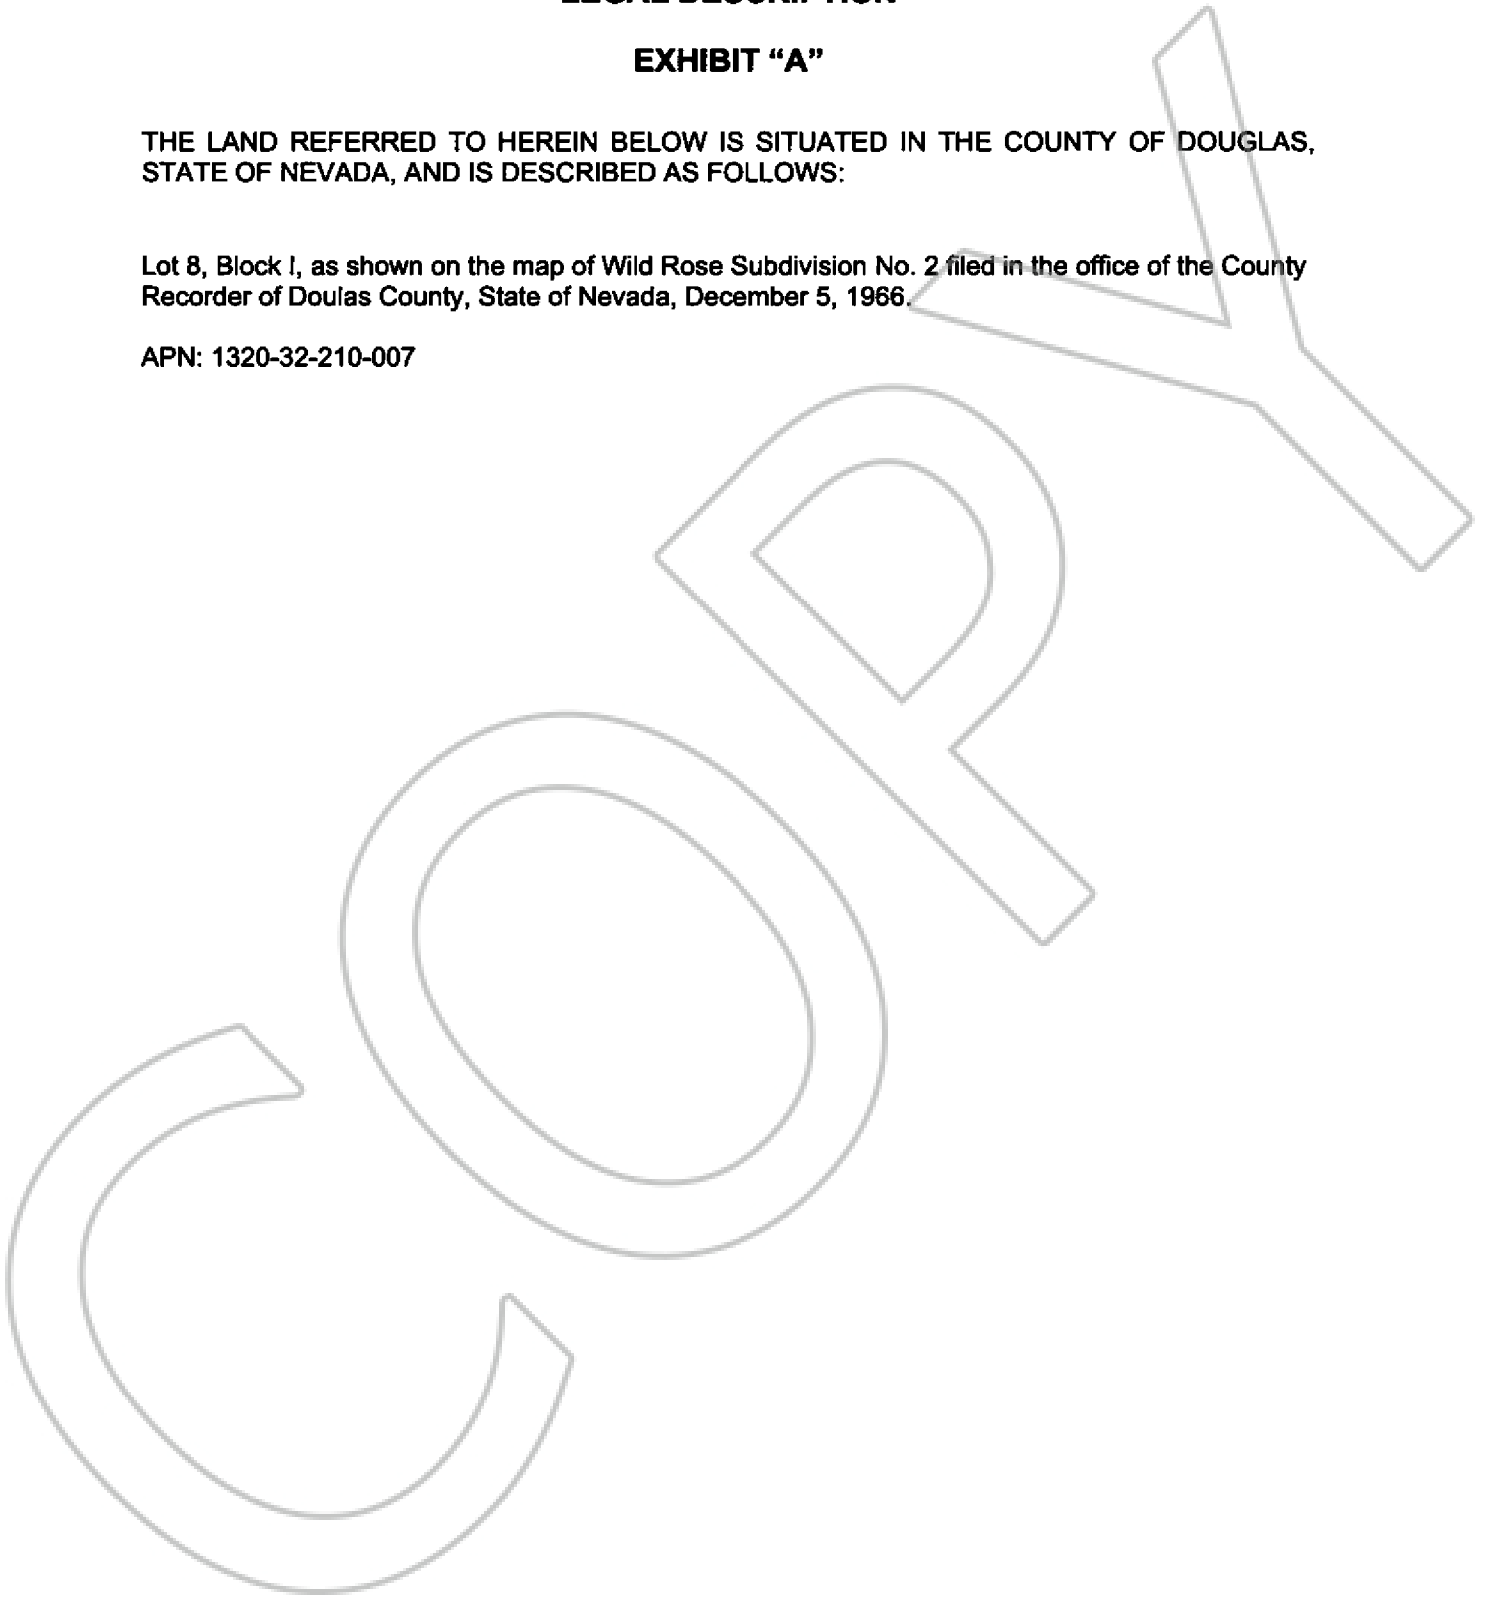 LEGAL DESCRIPTION
EXHIBIT “A”
THE LAND REFERRED TO HEREIN BELOW IS SITUATED IN THE COUNTY OF DOUGLAS,
STATE OF NEVADA, AND IS DESCRIBED AS FOLLOWS:
Lot 8, Block I, as shown on the map of Wild Rose Subdivision No. 2 filed in the office of the County
Recorder of Doulas County, State of Nevada, December 5, 1966.
APN: 1320-32-210-007
COPY